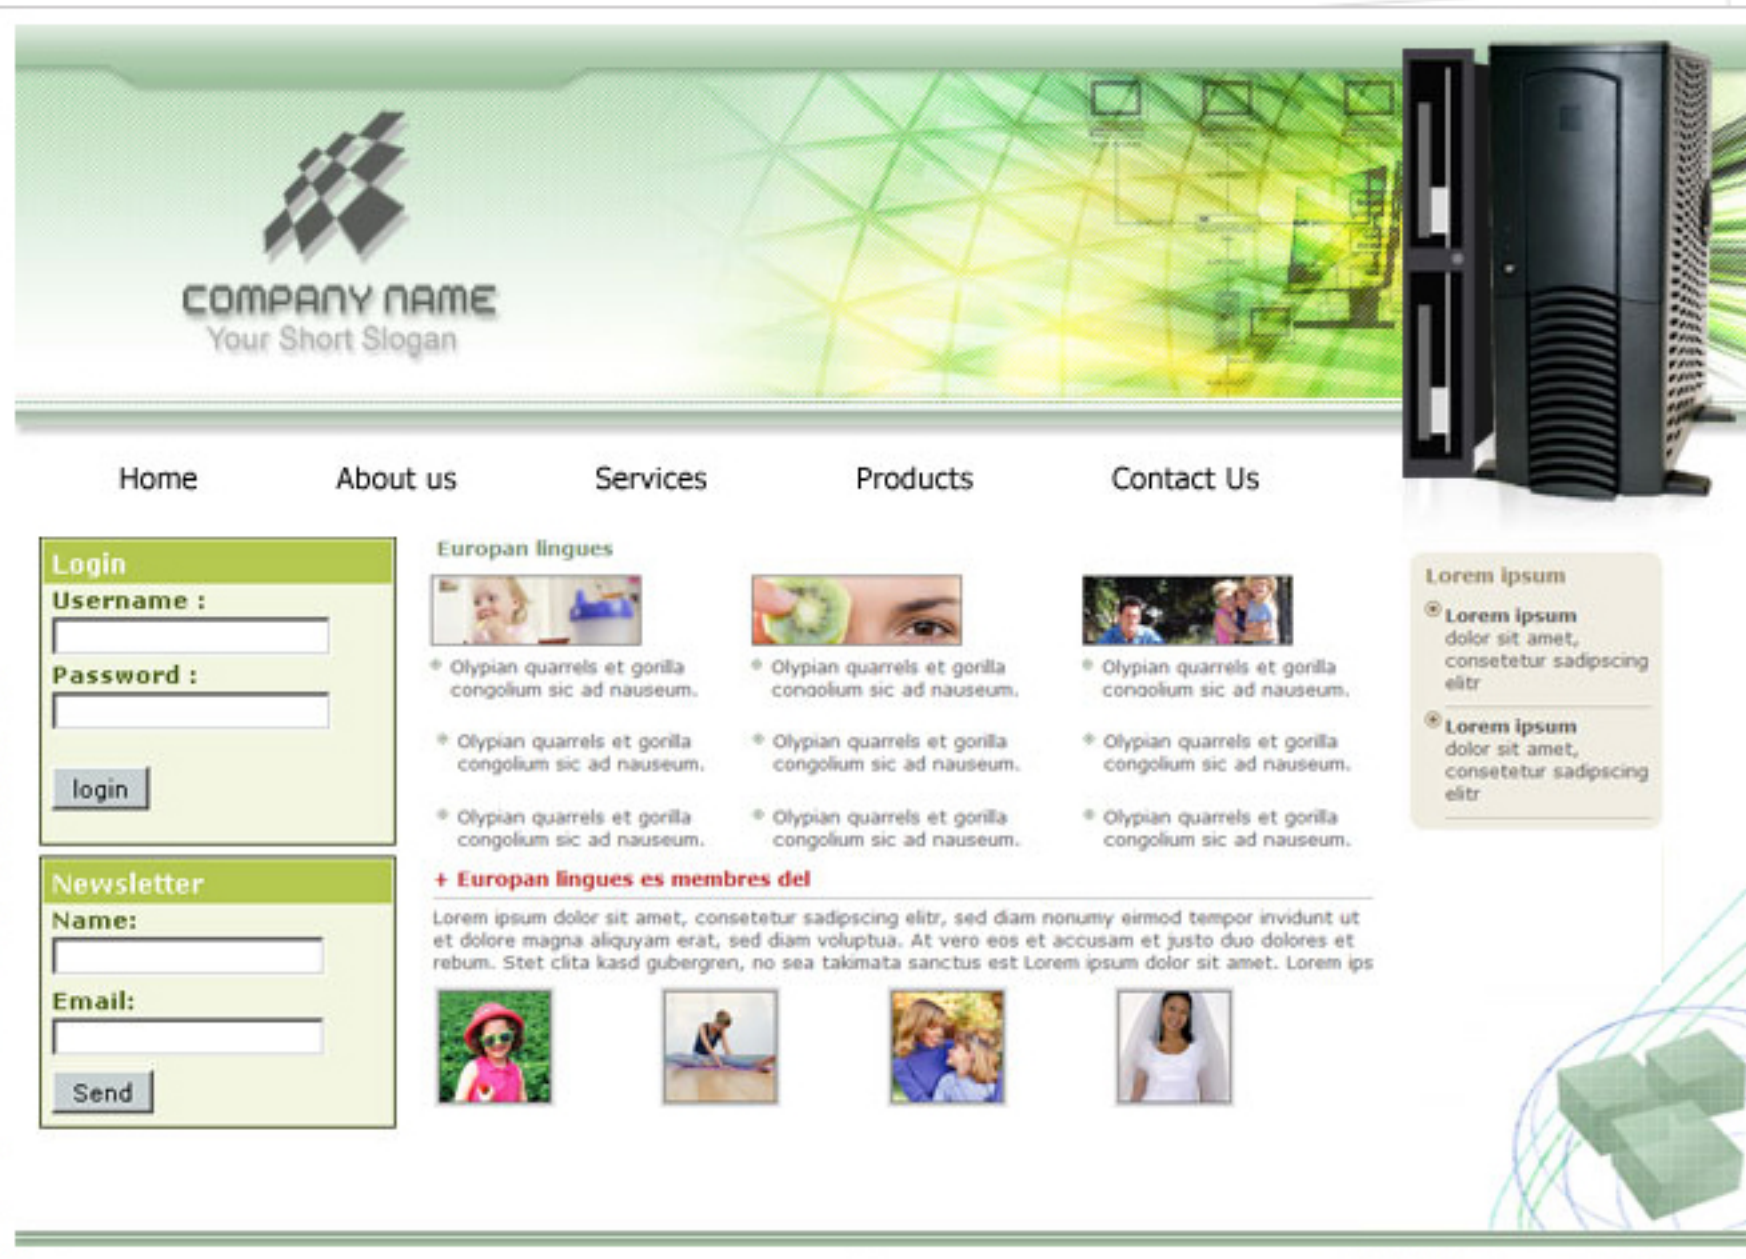 COMPANY NAME
Your Short Slogan
Home
About us
Services
Products
Contact Us
Login
Username :
Password :
login
Newsletter
Name:
Email:
Send
Europan lingues
Olypian quarrels et gorilla
congolium sic ad nauseum.
Olypian quarrels et gorilla
congolium sic ad nauseum.
Olypian quarrels et gorilla
congolium sic ad nauseum.
Olypian quarrels et gorilla
congolium sic ad nauseum.
Olypian quarrels et gorilla
congolium sic ad nauseum.
Olypian quarrels et gorilla
congolium sic ad nauseum.
Olypian quarrels et gorilla
congolium sic ad nauseum.
Olypian quarrels et gorilla
congolium sic ad nauseum.
Olypian quarrels et gorilla
congolium sic ad nauseum.
+ Europan lingues es membres del
Lorem ipsum dolor sit amet, consetetur sadipscing elitr, sed diam nonumy eirmod tempor invidunt ut
et dolore magna aliquyam erat, sed diam voluptua. At vero eos et accusam et justo duo dolores et
rebum. Stet clita kasd gubergren, no sea takimata sanctus est Lorem ipsum dolor sit amet. Lorem ips
Lorem ipsum
Lorem ipsum
dolor sit amet,
consetetur sadipscing
elitr
Lorem ipsum
dolor sit amet,
consetetur sadipscing
elitr